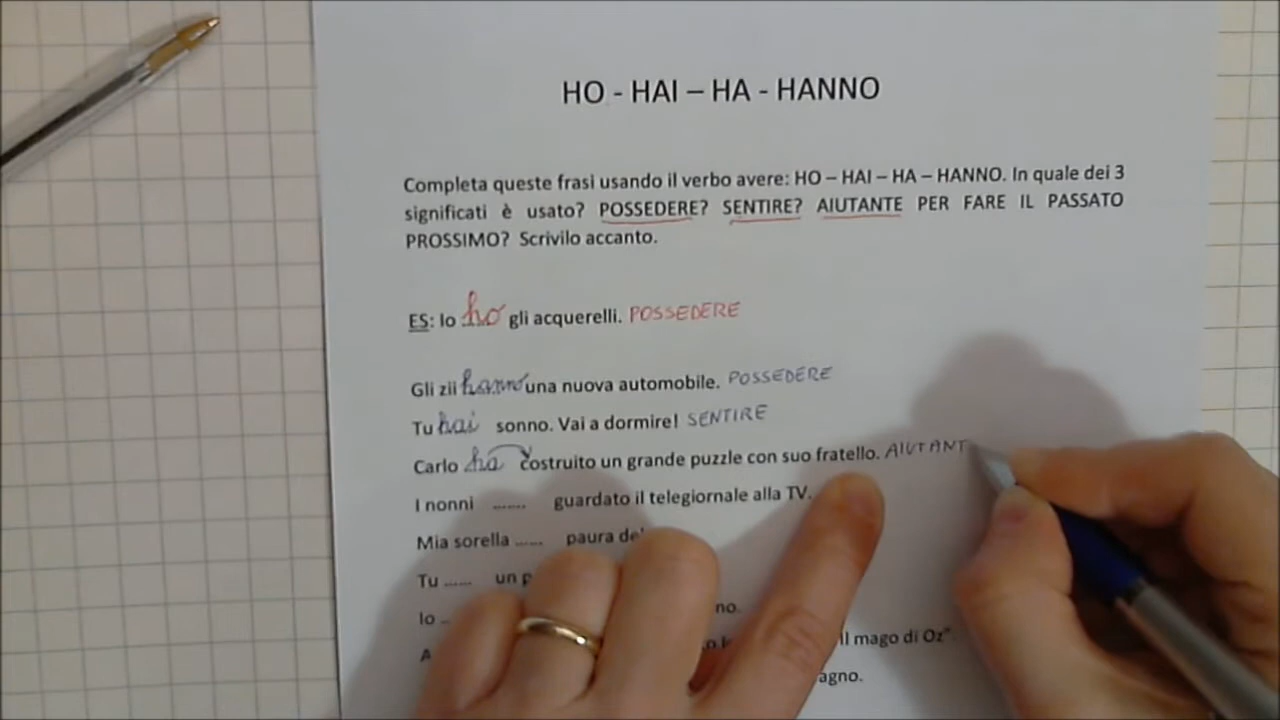 HO - HAI – HA - HANNO
Completa queste frasi usando il verbo avere: HO – HAI – HA – HANNO. In quale dei 3
significati è usato? POSSEDERE? SENTIRE? AIUTANTE PER FARE IL PASSATO
PROSSIMO? Scrivilo accanto.
ES: Io ho gli acquerelli. POSSEDERE
Gli zii hanno una nuova automobile. POSSEDERE
Tu hai sonno. Vai a dormire! SENTIRE
Carlo ha costruito un grande puzzle con suo fratello. AIUTANT
I nonni ....... guardato il telegiornale alla TV.
Mia sorella ...... paura de
Tu ...... un
Io
Il mago di Oz"